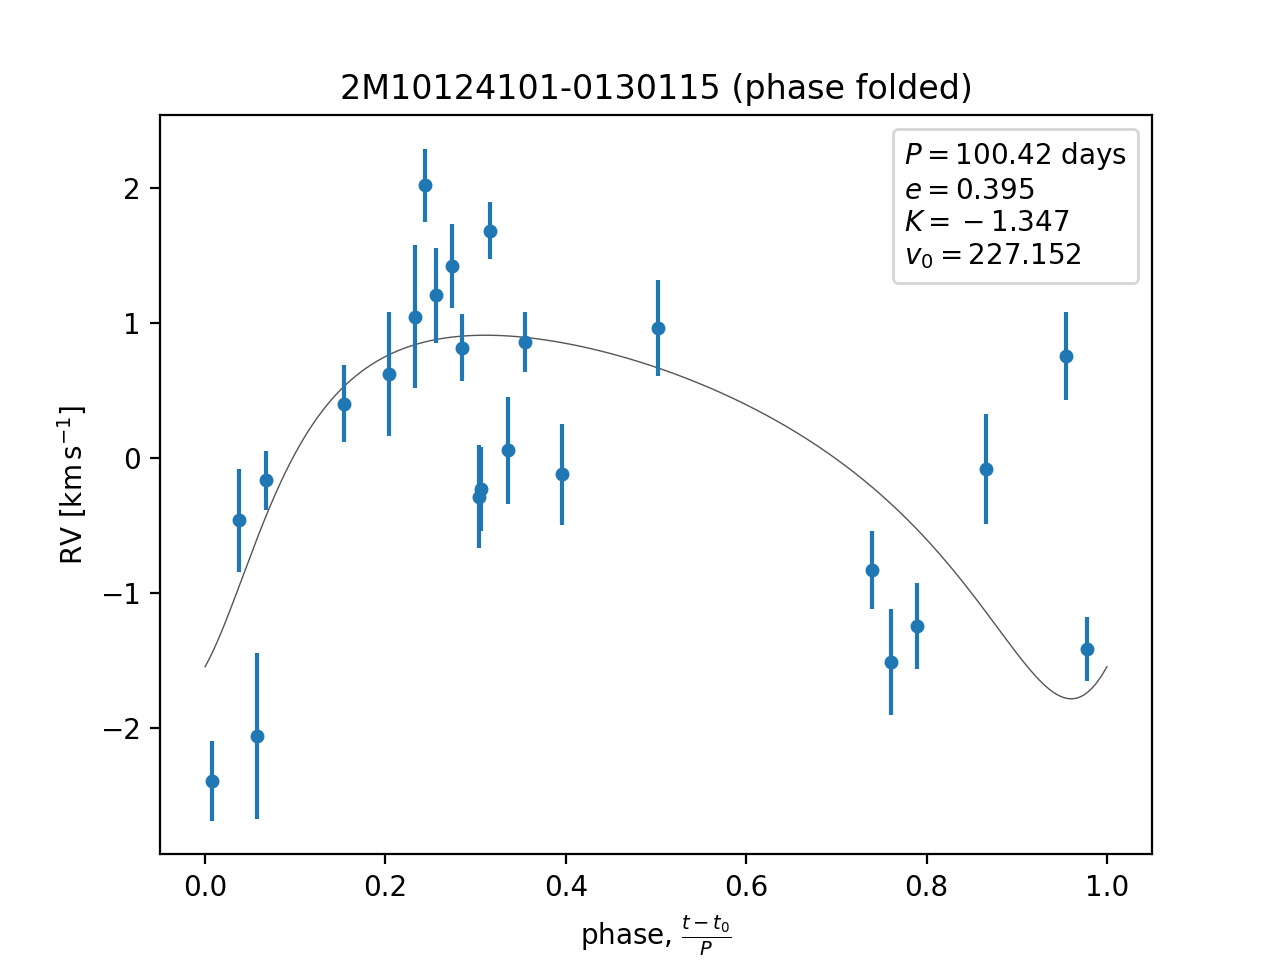 2M10124101-0130115 (phase folded)
P = 100.42 days
e = 0.395
K = −1.347
v₀ = 227.152
2
1
0
−1
−2
RV [km s⁻¹]
0.0 0.2 0.4 0.6 0.8 1.0
phase, (t − t₀)/P